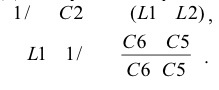 1/ C2 (L1 L2),
L1 1/ C6 C5
C6 C5 .